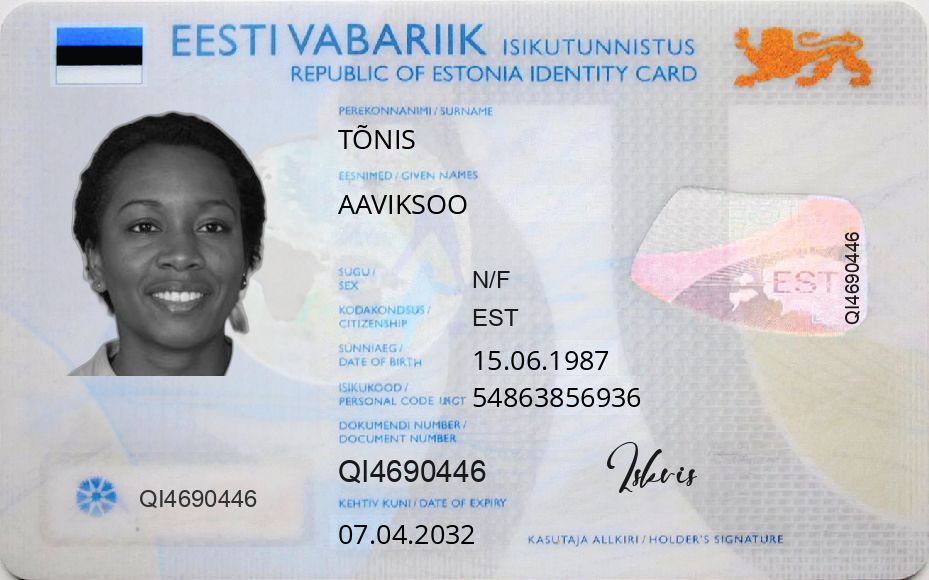 EESTI VABARIIK ISIKUTUNNISTUS
REPUBLIC OF ESTONIA IDENTITY CARD
PEREKONNANIMI / SURNAME
TÕNIS
EESNIMED / GIVEN NAMES
AAVIKSOO
SUGU /
SEX
N/F
KODAKONDSUS /
CITIZENSHIP
EST
SÜNNIAEG /
DATE OF BIRTH
15.06.1987
ISIKUKOOD /
PERSONAL CODE
54863856936
DOKUMENDI NUMBER /
DOCUMENT NUMBER
QI4690446
KEHTIV KUNI / DATE OF EXPIRY
07.04.2032
QI4690446
EST
QI4690446
KASUTAJA ALLKIRI / HOLDER'S SIGNATURE